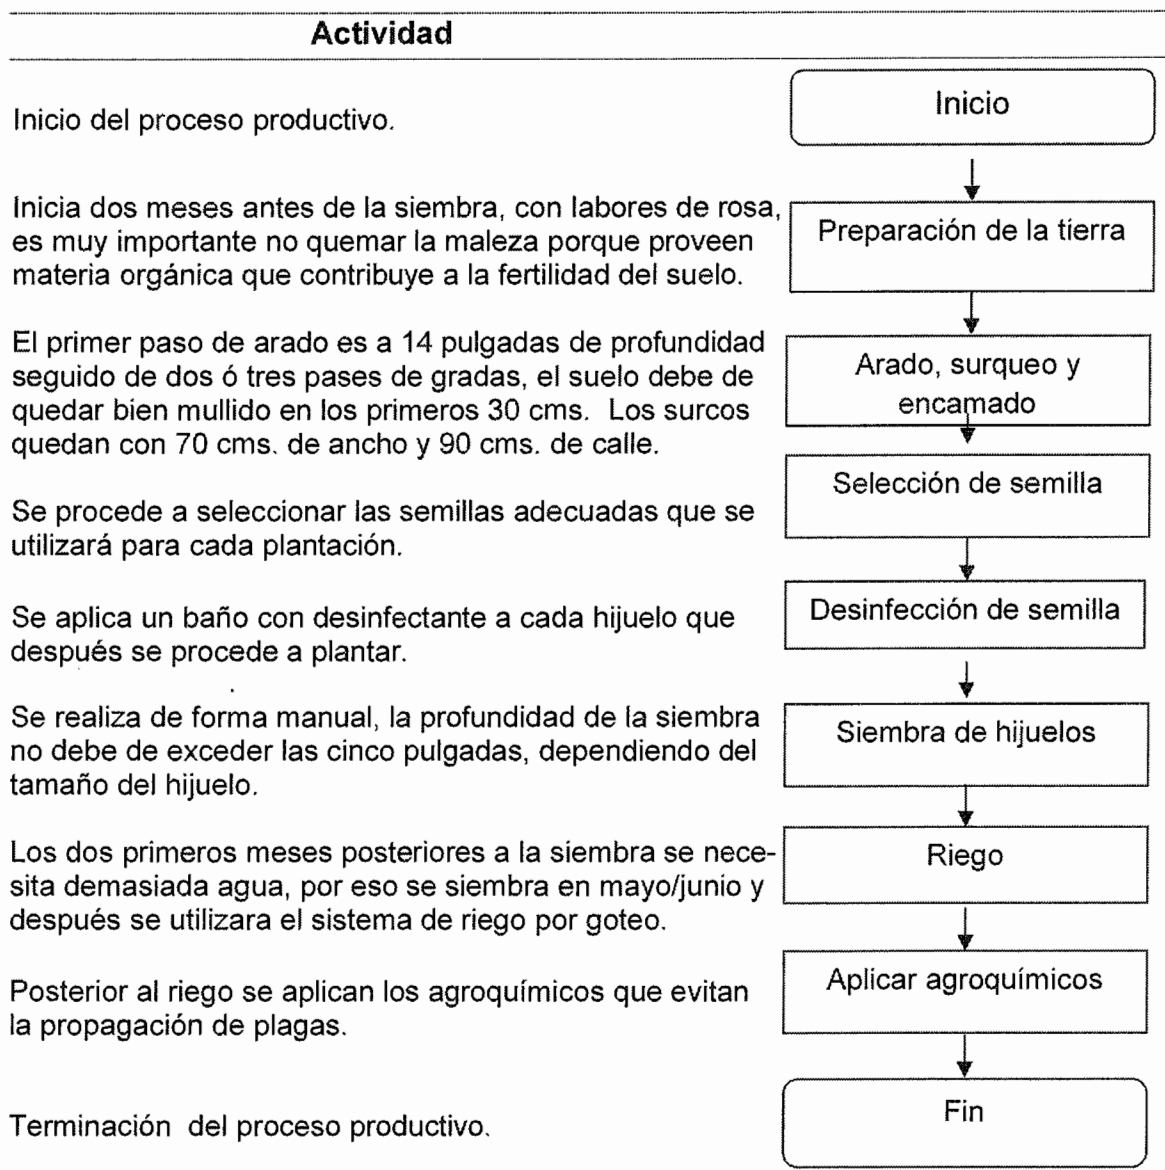 Actividad
Inicio del proceso productivo.
Inicio
Inicia dos meses antes de la siembra, con labores de rosa,
es muy importante no quemar la maleza porque proveen
materia orgánica que contribuye a la fertilidad del suelo.
Preparación de la tierra
El primer paso de arado es a 14 pulgadas de profundidad
seguido de dos ó tres pases de gradas, el suelo debe de
quedar bien mullido en los primeros 30 cms. Los surcos
quedan con 70 cms. de ancho y 90 cms. de calle.
Arado, surqueo y
encamado
Se procede a seleccionar las semillas adecuadas que se
utilizará para cada plantación.
Selección de semilla
Se aplica un baño con desinfectante a cada hijuelo que
después se procede a plantar.
Desinfección de semilla
Se realiza de forma manual, la profundidad de la siembra
no debe de exceder las cinco pulgadas, dependiendo del
tamaño del hijuelo.
Siembra de hijuelos
Los dos primeros meses posteriores a la siembra se nece-
sita demasiada agua, por eso se siembra en mayo/junio y
después se utilizara el sistema de riego por goteo.
Riego
Posterior al riego se aplican los agroquímicos que evitan
la propagación de plagas.
Aplicar agroquímicos
Terminación del proceso productivo.
Fin